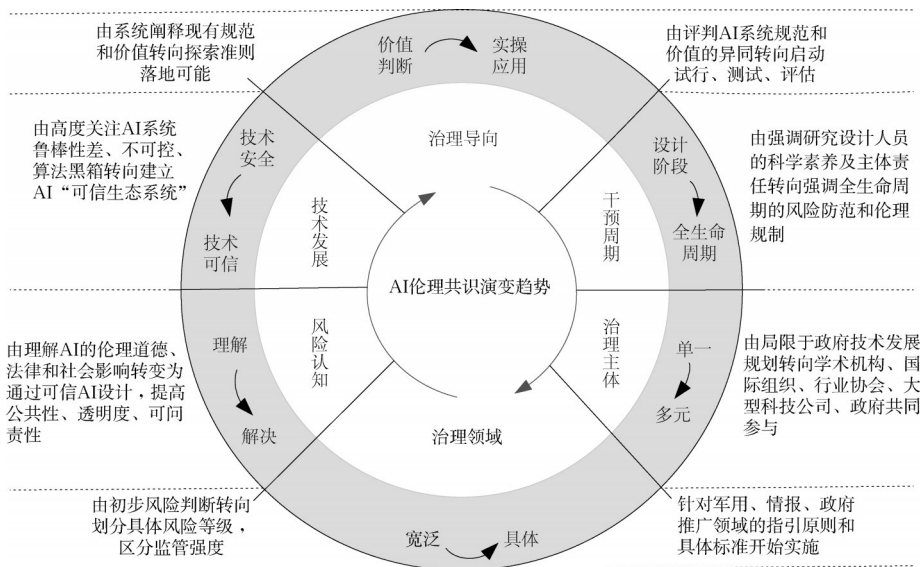 由系统阐释现有规范
和价值转向探索准则
落地可能
价值
判断
实操
应用
由评判AI系统规范和
价值的异同转向启动
试行、测试、评估
由高度关注AI系统
鲁棒性差、不可控、
算法黑箱转向建立
AI“可信生态系统”
技术
安全
技术
可信
治理导向
技术发展
干预周期
设计
阶段
全生命
周期
由强调研究设计人员
的科学素养及主体责
任转向强调全生命周
期的风险防范和伦理
规制
AI伦理共识演变趋势
由理解AI的伦理道德、
法律和社会影响转变为
通过可信AI设计，提高
公共性、透明度、可问
责性
理解
解决
风险认知
治理主体
治理领域
单一
多元
由局限于政府技术发展
规划转向学术机构、国
际组织、行业协会、大
型科技公司、政府共同
参与
由初步风险判断转向
划分具体风险等级，
区分监管强度
宽泛
具体
针对军用、情报、政府
推广领域的指引原则和
具体标准开始实施